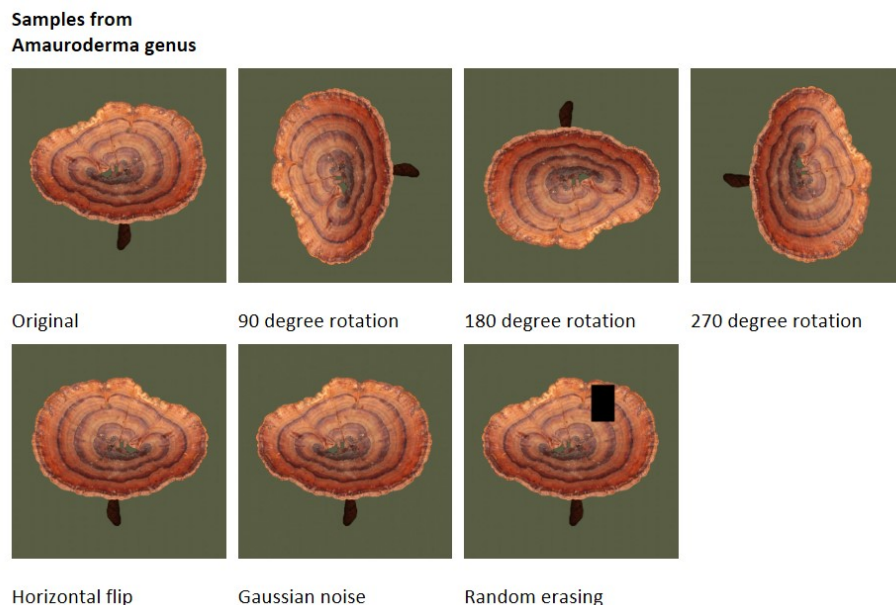 Samples from
Amauroderma genus
Original
90 degree rotation
180 degree rotation
270 degree rotation
Horizontal flip
Gaussian noise
Random erasing